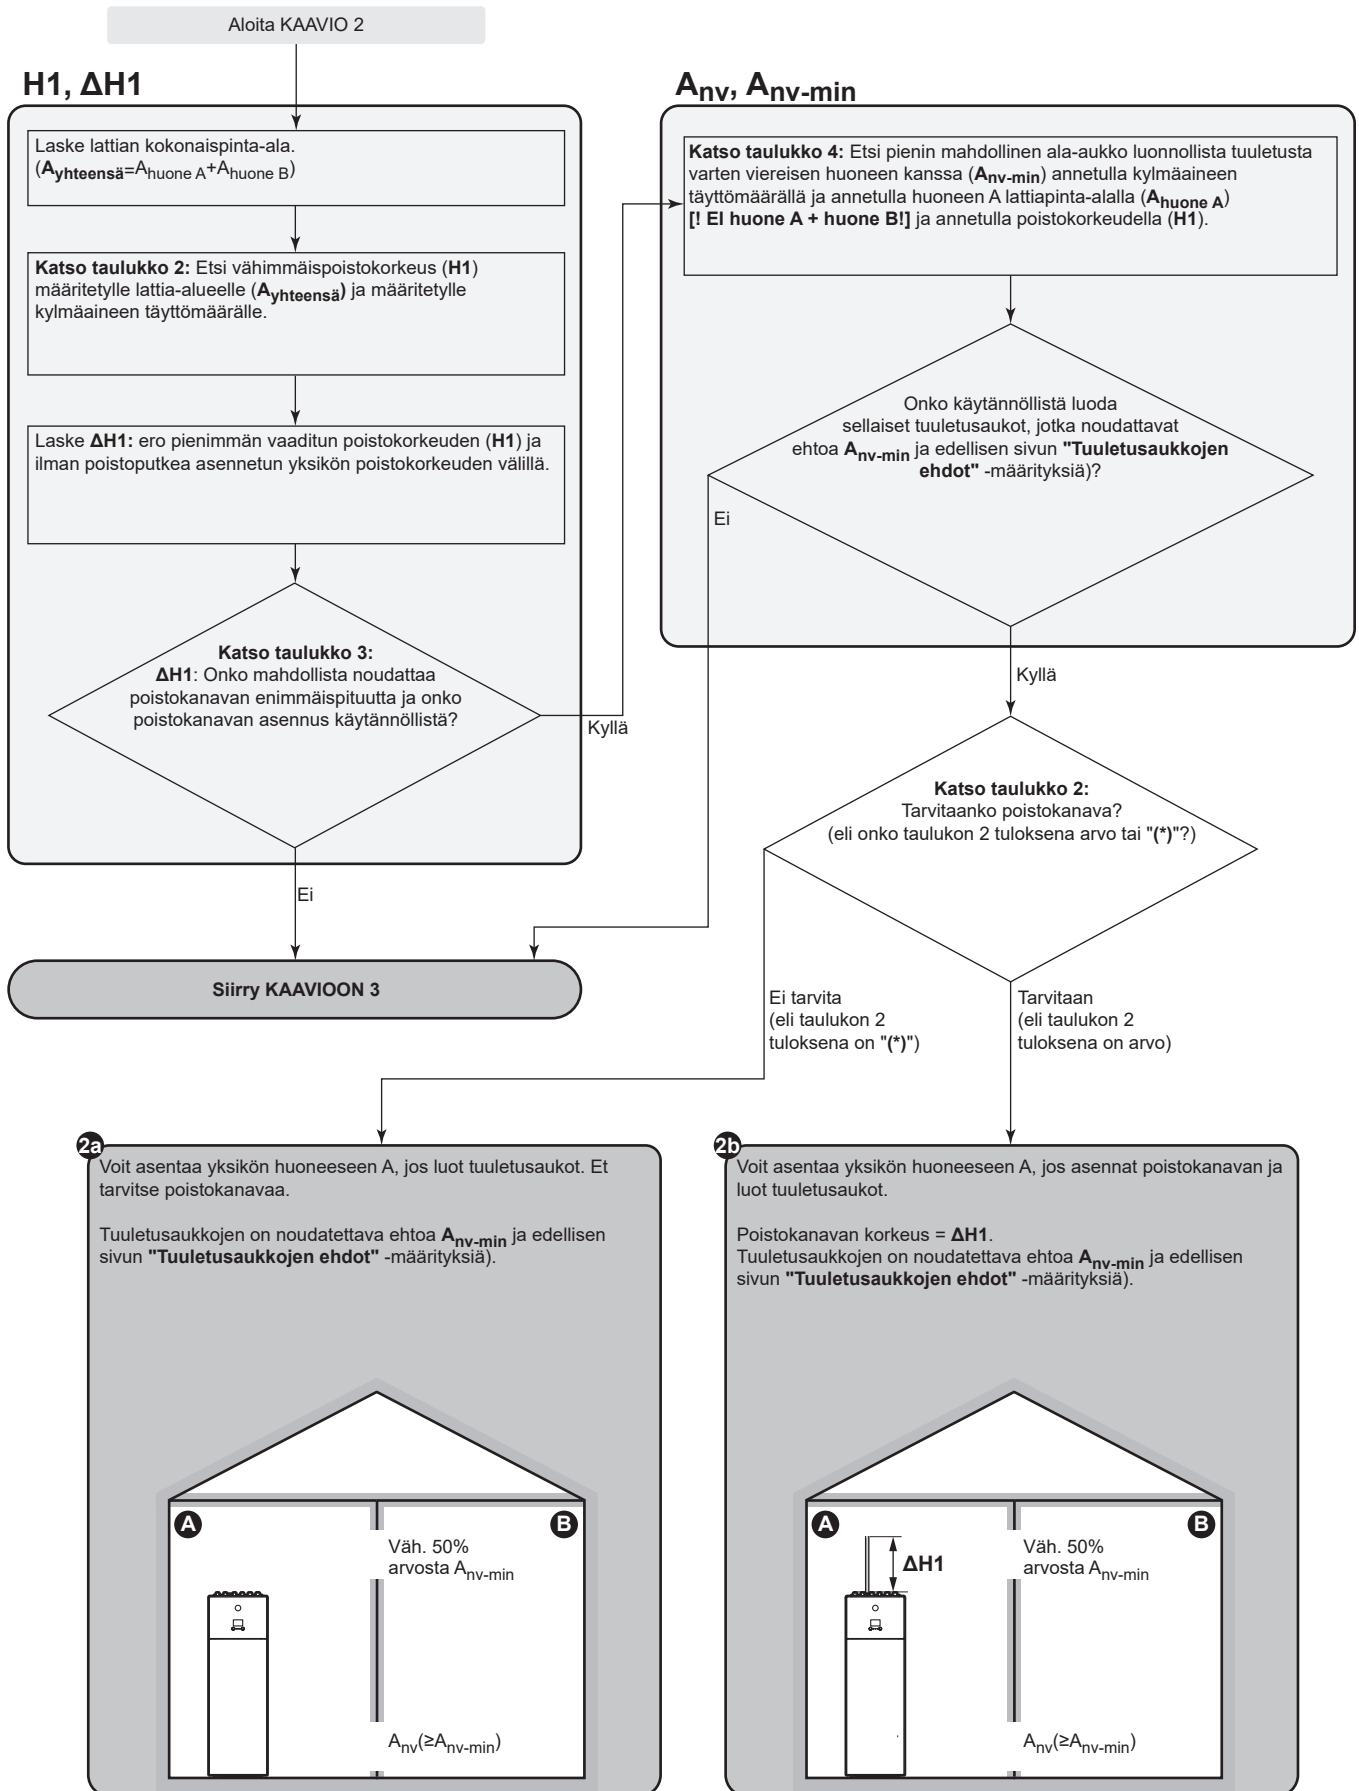 Aloita KAAVIO 2
H1, ΔH1
Laske lattian kokonaispinta-ala.
(Ayhteensä=Ahuone A+Ahuone B)
Katso taulukko 2: Etsi vähimmäispoistokorkeus (H1)
määritetylle lattia-alueelle (Ayhteensä) ja määritetylle
kylmäaineen täyttömäärälle.
Laske ΔH1: ero pienimmän vaaditun poistokorkeuden (H1) ja
ilman poistoputkea asennetun yksikön poistokorkeuden välillä.
Katso taulukko 3:
ΔH1: Onko mahdollista noudattaa
poistokanavan enimmäispituutta ja onko
poistokanavan asennus käytännöllistä?
Kyllä
Ei
Siirry KAAVIOON 3
Anv, Anv-min
Katso taulukko 4: Etsi pienin mahdollinen ala-aukko luonnollista tuuletusta
varten viereisen huoneen kanssa (Anv-min) annetulla kylmäaineen
täyttömäärällä ja annetulla huoneen A lattiapinta-alalla (Ahuone A)
[! EI huone A + huone B!] ja annetulla poistokorkeudella (H1).
Onko käytännöllistä luoda
sellaiset tuuletusaukot, jotka noudattavat
ehtoa Anv-min ja edellisen sivun "Tuuletusaukkojen
ehdot" -määrityksiä)?
Ei
Kyllä
Katso taulukko 2:
Tarvitaanko poistokanava?
(eli onko taulukon 2 tuloksena arvo tai "(*)"?)
Ei tarvita
(eli taulukon 2
tuloksena on "(*)")
Tarvitaan
(eli taulukon 2
tuloksena on arvo)
2a
Voit asentaa yksikön huoneeseen A, jos luot tuuletusaukot. Et
tarvitse poistokanavaa.
Tuuletusaukkojen on noudatettava ehtoa Anv-min ja edellisen
sivun "Tuuletusaukkojen ehdot" -määrityksiä).
A
B
Väh. 50%
arvosta Anv-min
Anv(≥Anv-min)
2b
Voit asentaa yksikön huoneeseen A, jos asennat poistokanavan ja
luot tuuletusaukot.
Poistokanavan korkeus = ΔH1.
Tuuletusaukkojen on noudatettava ehtoa Anv-min ja edellisen
sivun "Tuuletusaukkojen ehdot" -määrityksiä).
A
B
ΔH1
Väh. 50%
arvosta Anv-min
Anv(≥Anv-min)